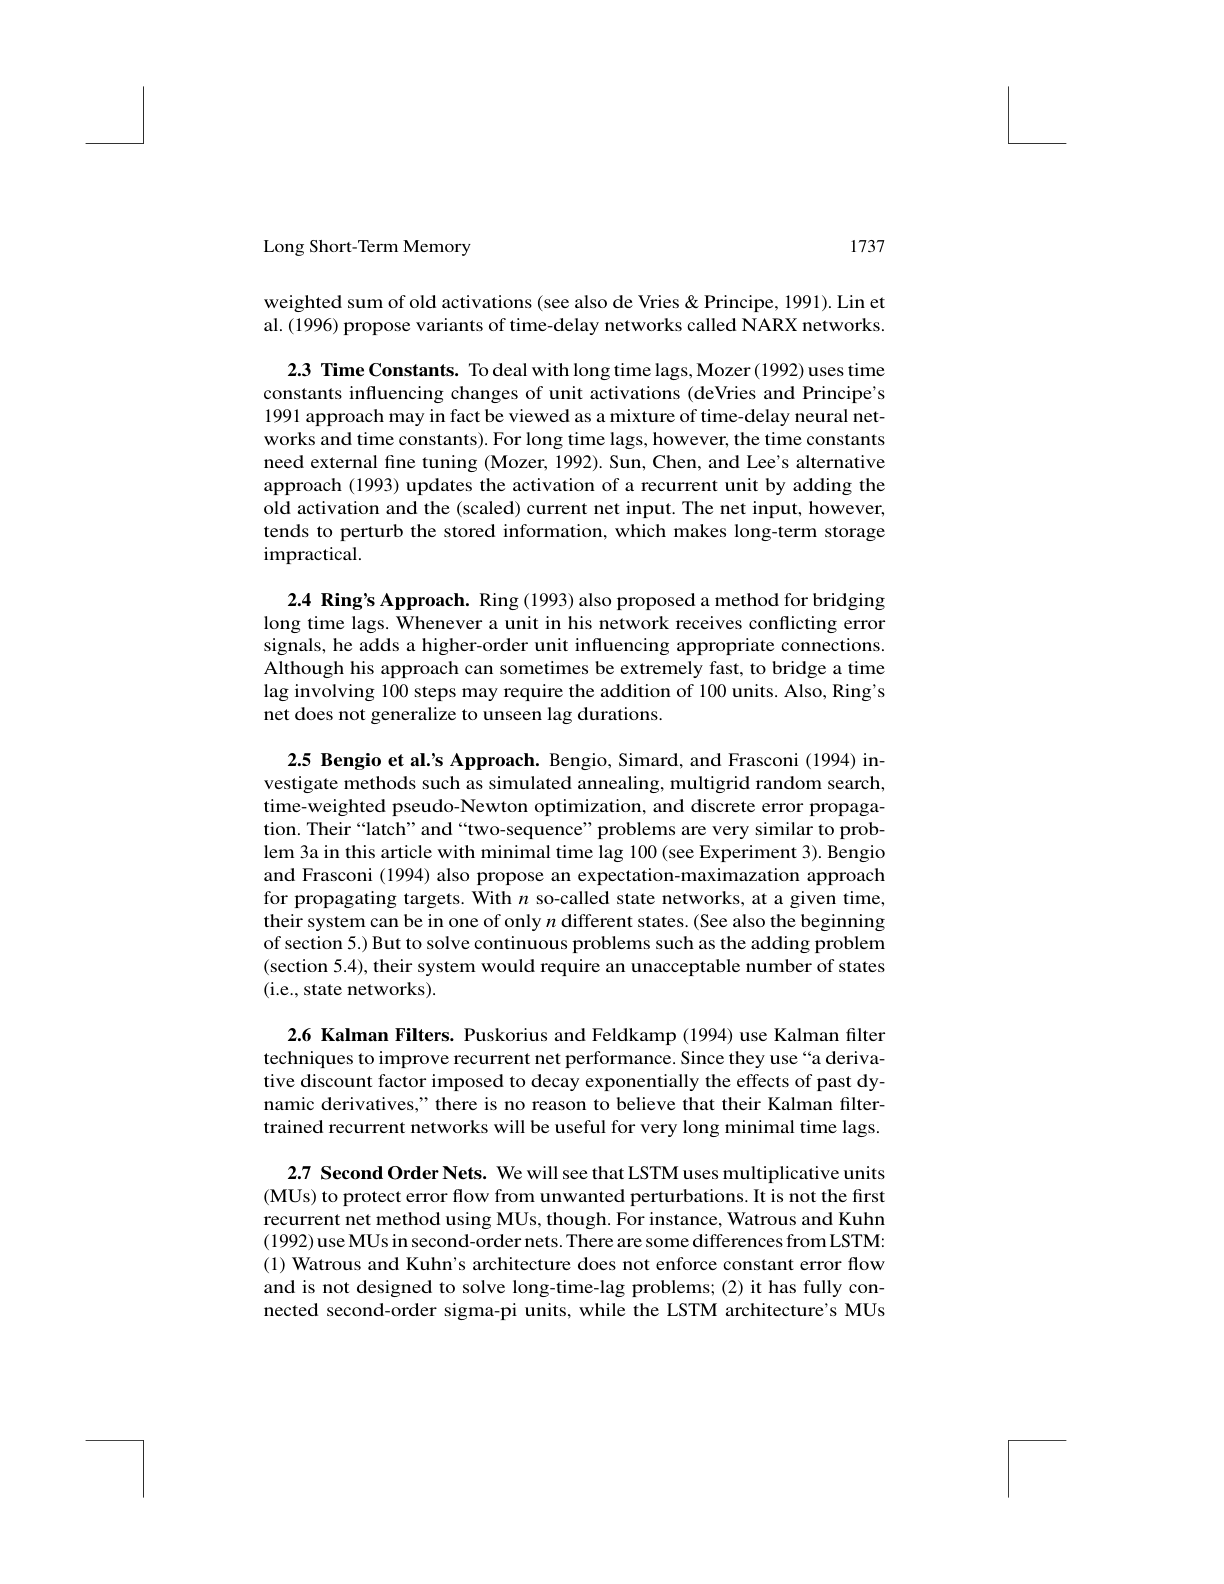 Long Short-Term Memory 1737
weighted sum of old activations (see also de Vries & Principe, 1991). Lin et
al. (1996) propose variants of time-delay networks called NARX networks.
2.3 Time Constants. To deal with long time lags, Mozer (1992) uses time
constants influencing changes of unit activations (deVries and Principe's
1991 approach may in fact be viewed as a mixture of time-delay neural net-
works and time constants). For long time lags, however, the time constants
need external fine tuning (Mozer, 1992). Sun, Chen, and Lee's alternative
approach (1993) updates the activation of a recurrent unit by adding the
old activation and the (scaled) current net input. The net input, however,
tends to perturb the stored information, which makes long-term storage
impractical.
2.4 Ring's Approach. Ring (1993) also proposed a method for bridging
long time lags. Whenever a unit in his network receives conflicting error
signals, he adds a higher-order unit influencing appropriate connections.
Although his approach can sometimes be extremely fast, to bridge a time
lag involving 100 steps may require the addition of 100 units. Also, Ring's
net does not generalize to unseen lag durations.
2.5 Bengio et al.'s Approach. Bengio, Simard, and Frasconi (1994) in-
vestigate methods such as simulated annealing, multigrid random search,
time-weighted pseudo-Newton optimization, and discrete error propaga-
tion. Their “latch” and “two-sequence” problems are very similar to prob-
lem 3a in this article with minimal time lag 100 (see Experiment 3). Bengio
and Frasconi (1994) also propose an expectation-maximazation approach
for propagating targets. With n so-called state networks, at a given time,
their system can be in one of only n different states. (See also the beginning
of section 5.) But to solve continuous problems such as the adding problem
(section 5.4), their system would require an unacceptable number of states
(i.e., state networks).
2.6 Kalman Filters. Puskorius and Feldkamp (1994) use Kalman filter
techniques to improve recurrent net performance. Since they use “a deriva-
tive discount factor imposed to decay exponentially the effects of past dy-
namic derivatives,” there is no reason to believe that their Kalman filter-
trained recurrent networks will be useful for very long minimal time lags.
2.7 Second Order Nets. We will see that LSTM uses multiplicative units
(MUs) to protect error flow from unwanted perturbations. It is not the first
recurrent net method using MUs, though. For instance, Watrous and Kuhn
(1992) use MUs in second-order nets. There are some differences from LSTM:
(1) Watrous and Kuhn's architecture does not enforce constant error flow
and is not designed to solve long-time-lag problems; (2) it has fully con-
nected second-order sigma-pi units, while the LSTM architecture's MUs